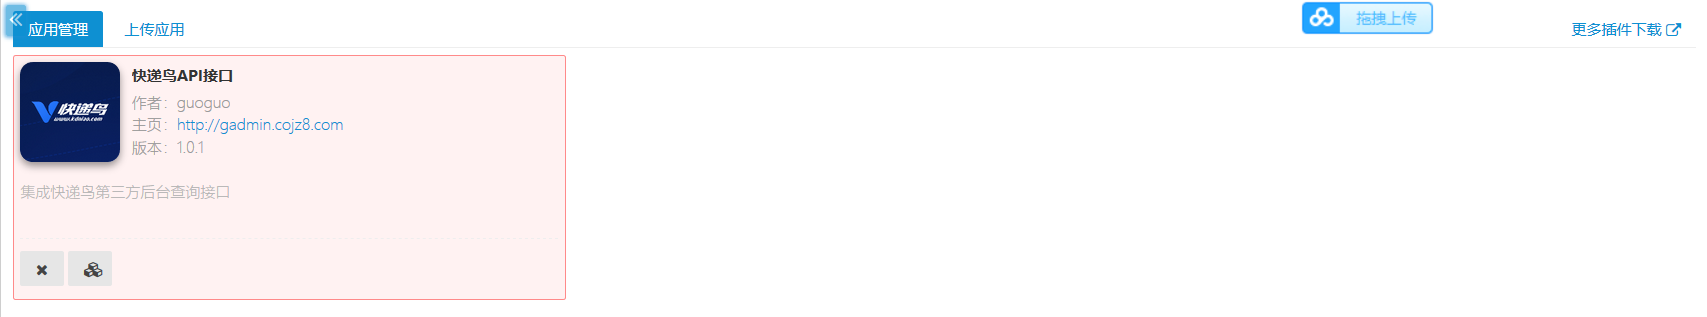 应用管理
上传应用
拖拽上传
更多插件下载
快递鸟API接口
作者：guoguo
主页：http://gadmin.cojz8.com
版本：1.0.1
快递鸟
www.kdniao.com
集成快递鸟第三方后台查询接口